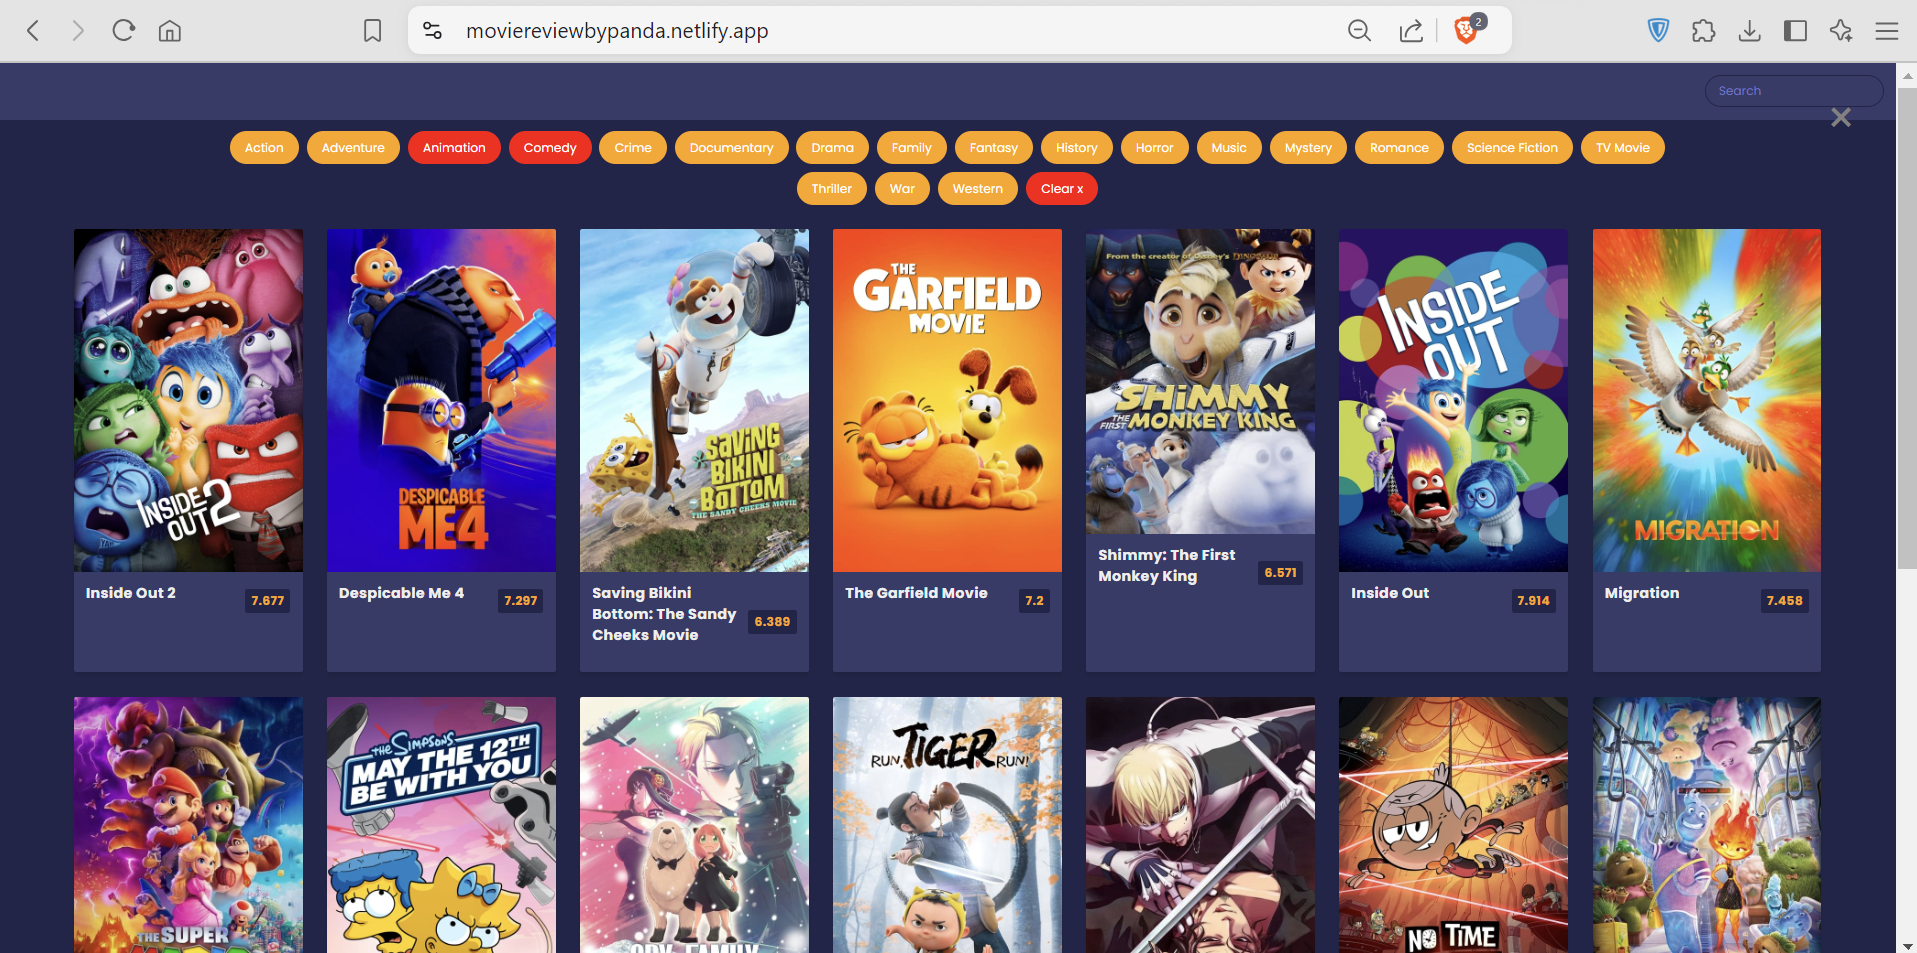 2
moviereviewbypanda.netlify.app
Search
Action Adventure Animation Comedy Crime Documentary Drama Family Fantasy History Horror Music Mystery Romance Science Fiction TV Movie
Thriller War Western Clear x
INSIDE OUT 2
DESPICABLE
ME 4
SAVING
BIKINI
BOTTOM
THE SANDY CHEEKS MOVIE
THE
GARFIELD
MOVIE
From the creator of Disney's DINOSAUR
SHIMMY
THE FIRST MONKEY KING
INSIDE
OUT
MIGRATION
Inside Out 2
7.677
Despicable Me 4
7.297
Saving Bikini
Bottom: The Sandy
Cheeks Movie
6.389
The Garfield Movie
7.2
Shimmy: The First
Monkey King
6.571
Inside Out
7.914
Migration
7.458
THE SUPER
THE SIMPSONS
MAY THE 12TH
BE WITH YOU
FAMILY
RUN, TIGER RUN!
NO TIME